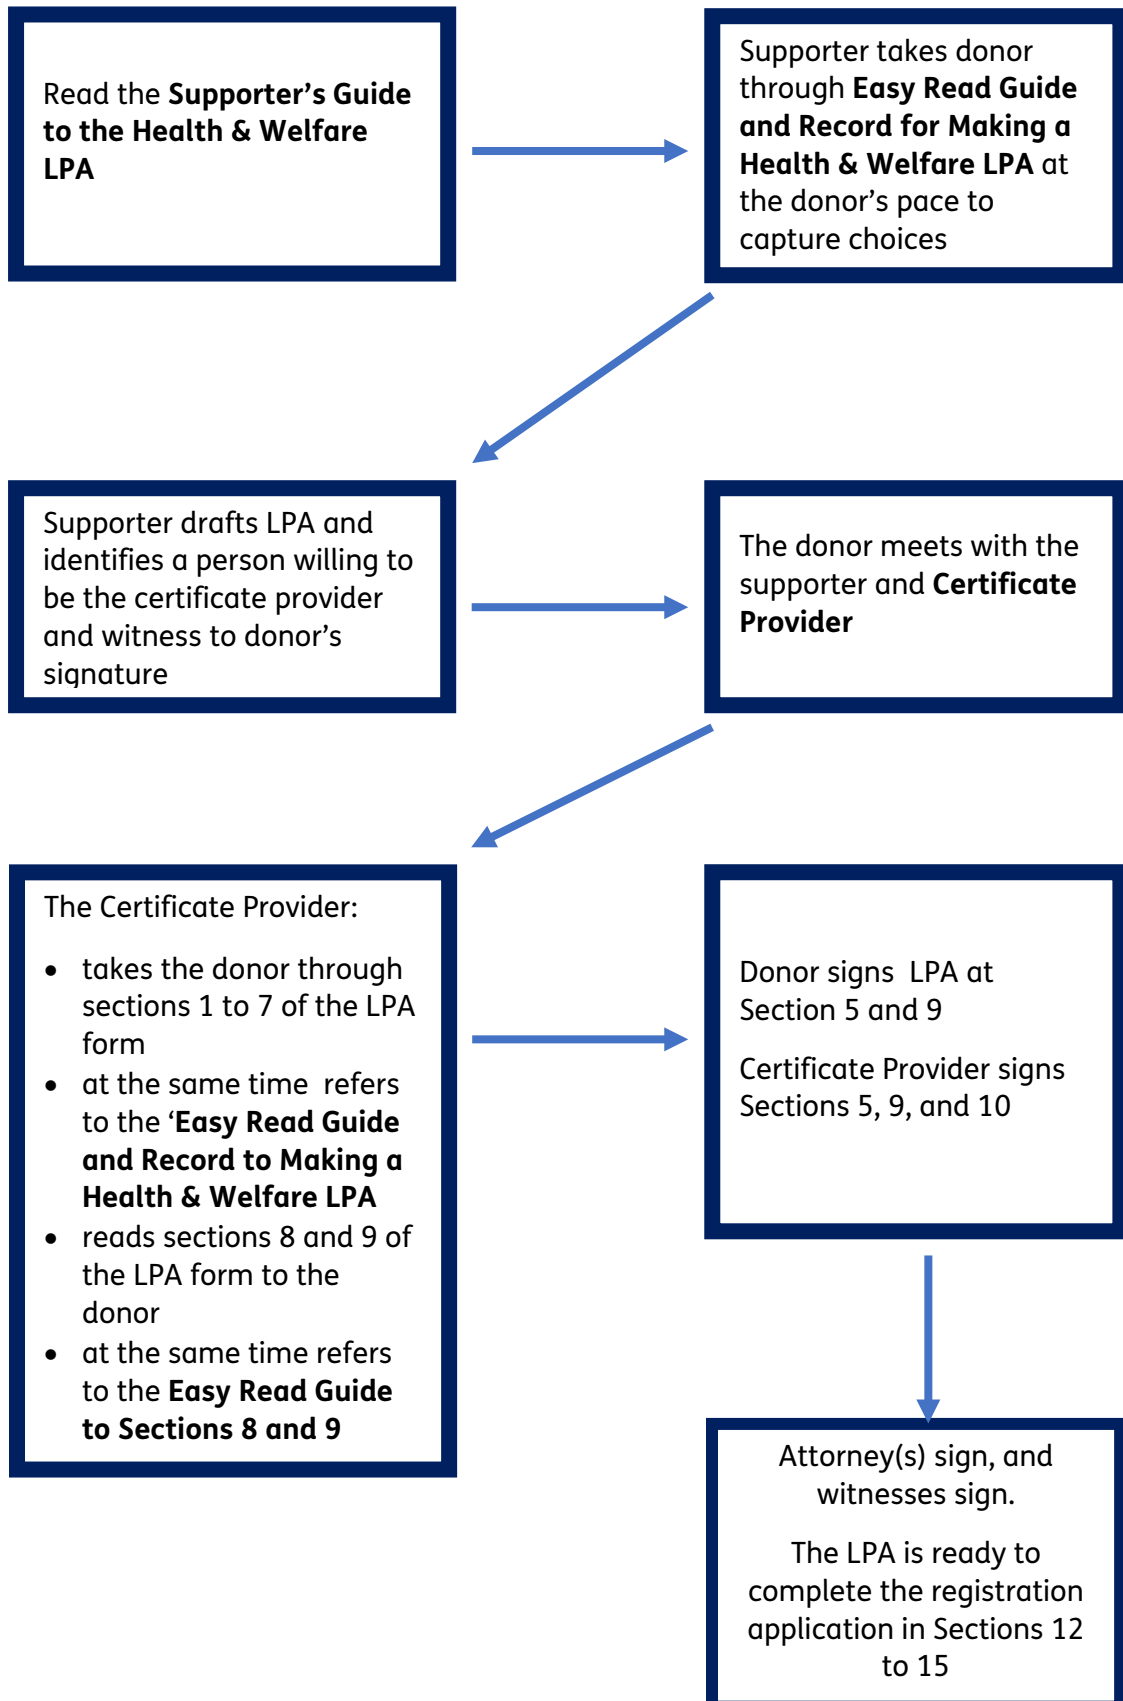 Read the Supporter’s Guide
to the Health & Welfare
LPA
Supporter takes donor
through Easy Read Guide
and Record for Making a
Health & Welfare LPA at
the donor’s pace to
capture choices
Supporter drafts LPA and
identifies a person willing to
be the certificate provider
and witness to donor’s
signature
The donor meets with the
supporter and Certificate
Provider
The Certificate Provider:
• takes the donor through
sections 1 to 7 of the LPA
form
• at the same time refers
to the ‘Easy Read Guide
and Record to Making a
Health & Welfare LPA
• reads sections 8 and 9 of
the LPA form to the
donor
• at the same time refers
to the Easy Read Guide
to Sections 8 and 9
Donor signs LPA at
Section 5 and 9
Certificate Provider signs
Sections 5, 9, and 10
Attorney(s) sign, and
witnesses sign.
The LPA is ready to
complete the registration
application in Sections 12
to 15